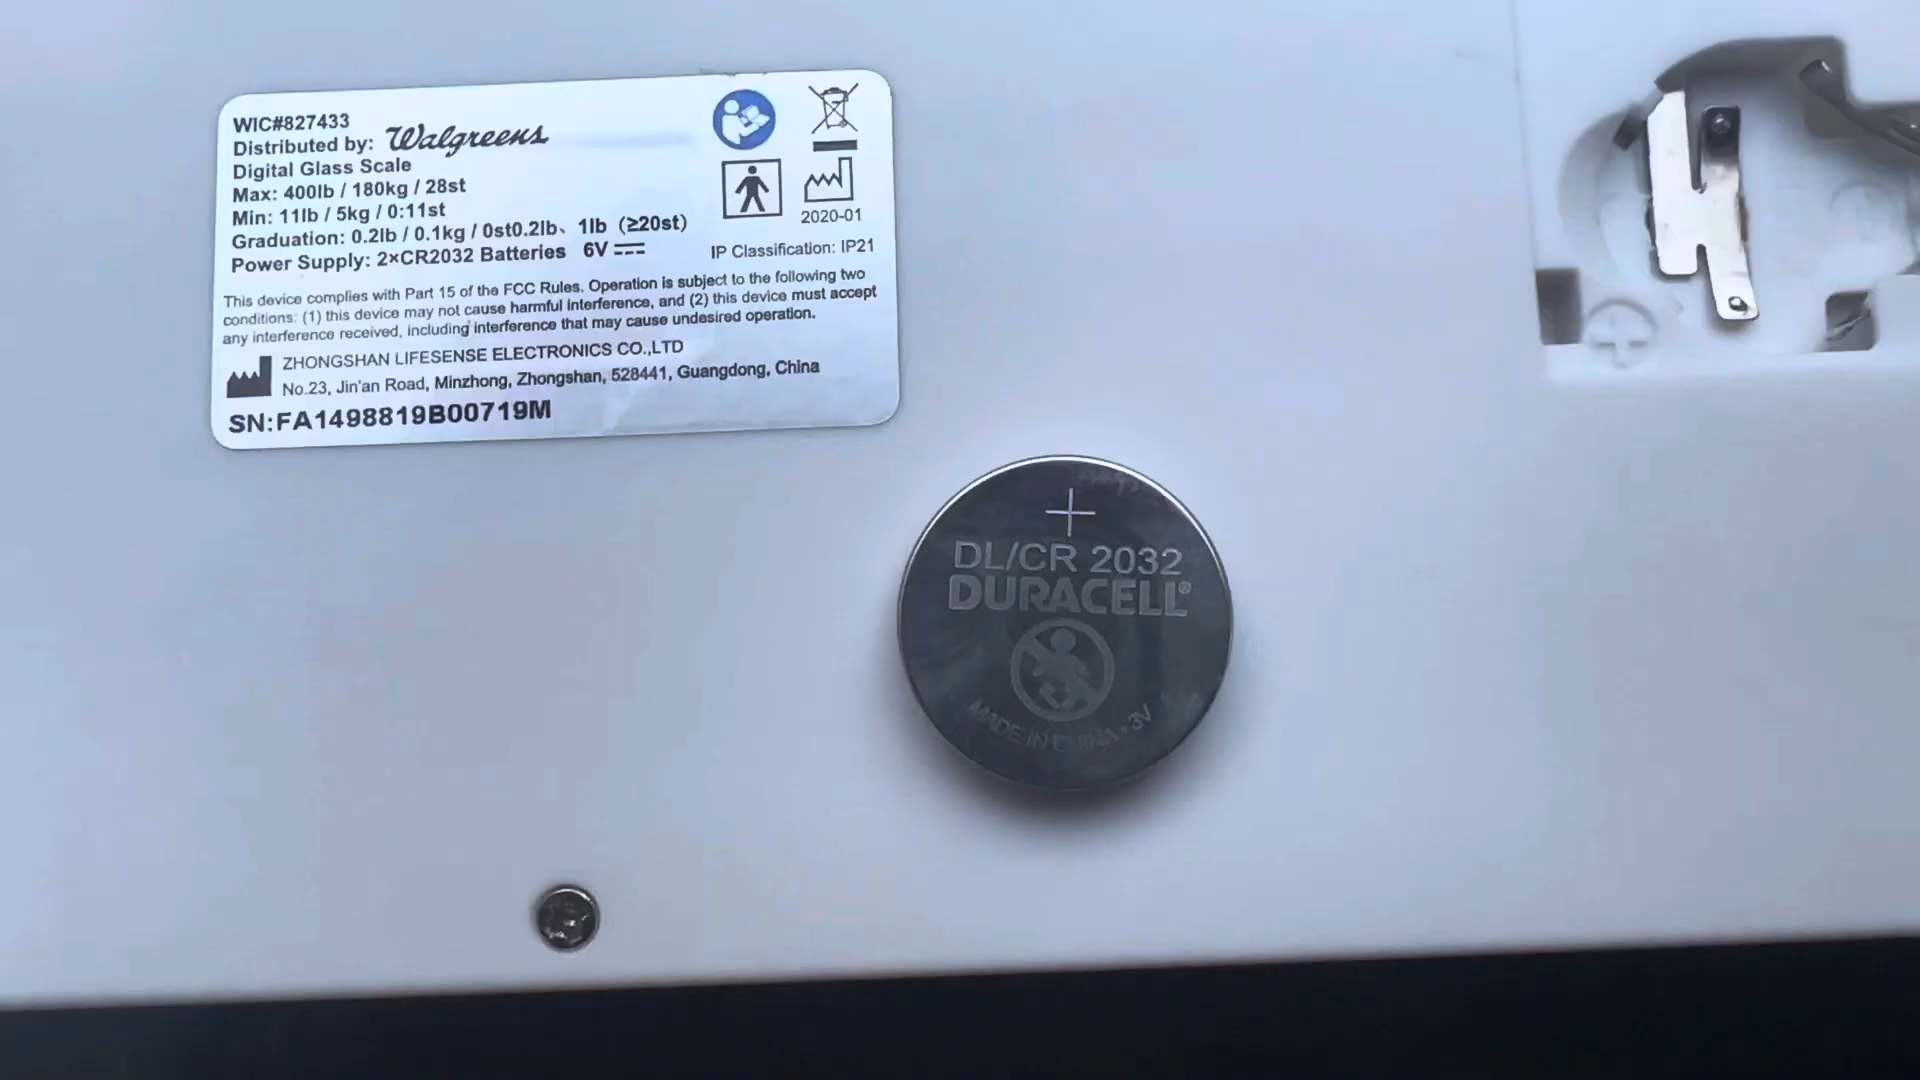 WIC#827433
Distributed by: Walgreens
Digital Glass Scale
Max: 400lb / 180kg / 28st
Min: 11lb / 5kg / 0:11st
Graduation: 0.2lb / 0.1kg / 0st0.2lb、1lb (≥20st)
Power Supply: 2×CR2032 Batteries 6V
2020-01
IP Classification: IP21
This device complies with Part 15 of the FCC Rules. Operation is subject to the following two
conditions: (1) this device may not cause harmful interference, and (2) this device must accept
any interference received, including interference that may cause undesired operation.
ZHONGSHAN LIFESENSE ELECTRONICS CO.,LTD
No.23, Jin'an Road, Minzhong, Zhongshan, 528441, Guangdong, China
SN:FA1498819B00719M
+
DL/CR 2032
DURACELL®
MADE IN CHINA • 3V
+